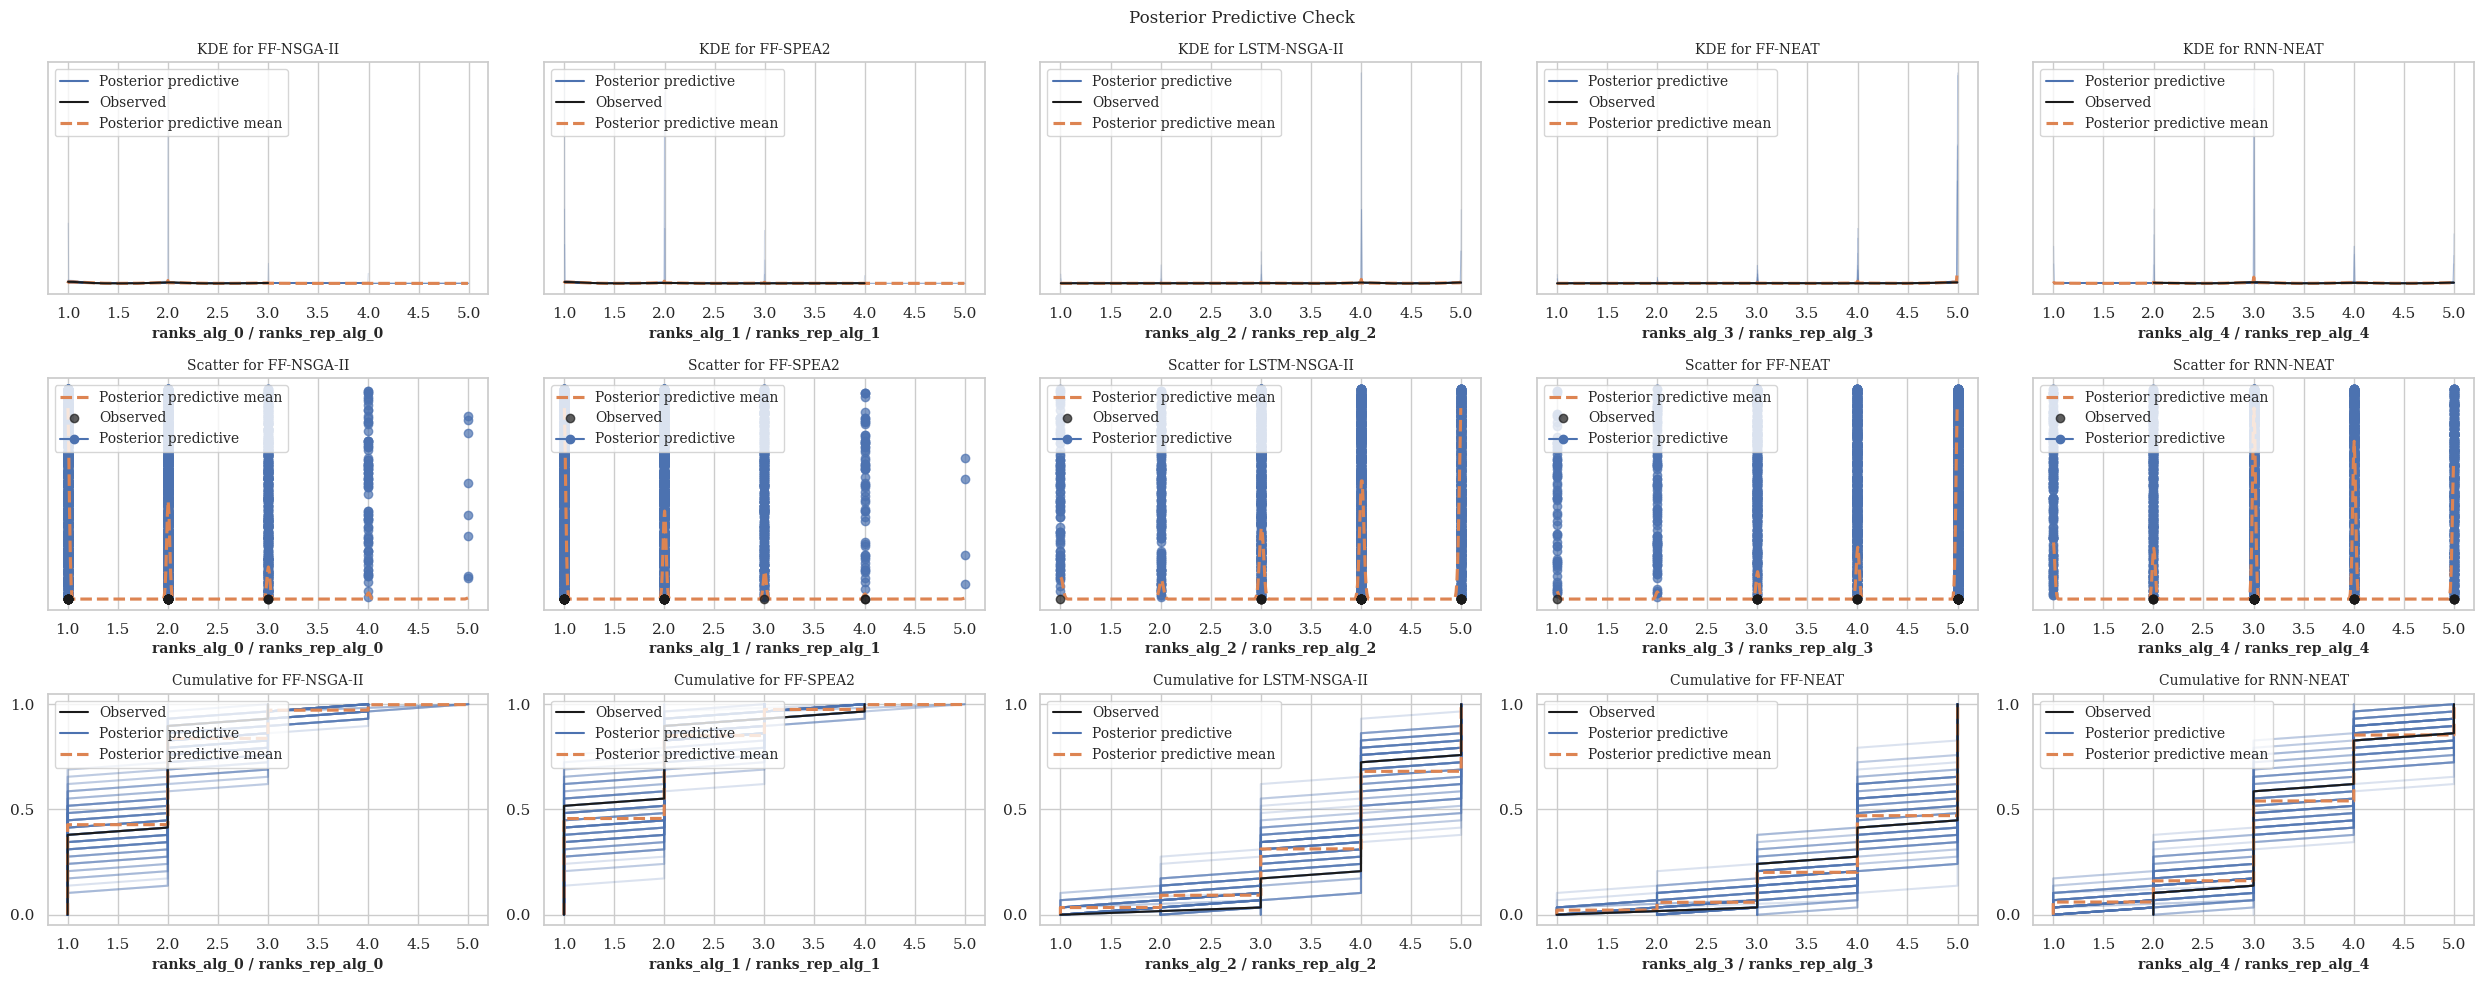 Posterior Predictive Check
KDE for FF-NSGA-II
Posterior predictive
Observed
Posterior predictive mean
1.0 1.5 2.0 2.5 3.0 3.5 4.0 4.5 5.0
ranks_alg_0 / ranks_rep_alg_0
KDE for FF-SPEA2
Posterior predictive
Observed
Posterior predictive mean
1.0 1.5 2.0 2.5 3.0 3.5 4.0 4.5 5.0
ranks_alg_1 / ranks_rep_alg_1
KDE for LSTM-NSGA-II
Posterior predictive
Observed
Posterior predictive mean
1.0 1.5 2.0 2.5 3.0 3.5 4.0 4.5 5.0
ranks_alg_2 / ranks_rep_alg_2
KDE for FF-NEAT
Posterior predictive
Observed
Posterior predictive mean
1.0 1.5 2.0 2.5 3.0 3.5 4.0 4.5 5.0
ranks_alg_3 / ranks_rep_alg_3
KDE for RNN-NEAT
Posterior predictive
Observed
Posterior predictive mean
1.0 1.5 2.0 2.5 3.0 3.5 4.0 4.5 5.0
ranks_alg_4 / ranks_rep_alg_4
Scatter for FF-NSGA-II
Posterior predictive mean
Observed
Posterior predictive
1.0 1.5 2.0 2.5 3.0 3.5 4.0 4.5 5.0
ranks_alg_0 / ranks_rep_alg_0
Scatter for FF-SPEA2
Posterior predictive mean
Observed
Posterior predictive
1.0 1.5 2.0 2.5 3.0 3.5 4.0 4.5 5.0
ranks_alg_1 / ranks_rep_alg_1
Scatter for LSTM-NSGA-II
Posterior predictive mean
Observed
Posterior predictive
1.0 1.5 2.0 2.5 3.0 3.5 4.0 4.5 5.0
ranks_alg_2 / ranks_rep_alg_2
Scatter for FF-NEAT
Posterior predictive mean
Observed
Posterior predictive
1.0 1.5 2.0 2.5 3.0 3.5 4.0 4.5 5.0
ranks_alg_3 / ranks_rep_alg_3
Scatter for RNN-NEAT
Posterior predictive mean
Observed
Posterior predictive
1.0 1.5 2.0 2.5 3.0 3.5 4.0 4.5 5.0
ranks_alg_4 / ranks_rep_alg_4
Cumulative for FF-NSGA-II
1.0
0.5
0.0
Observed
Posterior predictive
Posterior predictive mean
1.0 1.5 2.0 2.5 3.0 3.5 4.0 4.5 5.0
ranks_alg_0 / ranks_rep_alg_0
Cumulative for FF-SPEA2
1.0
0.5
0.0
Observed
Posterior predictive
Posterior predictive mean
1.0 1.5 2.0 2.5 3.0 3.5 4.0 4.5 5.0
ranks_alg_1 / ranks_rep_alg_1
Cumulative for LSTM-NSGA-II
1.0
0.5
0.0
Observed
Posterior predictive
Posterior predictive mean
1.0 1.5 2.0 2.5 3.0 3.5 4.0 4.5 5.0
ranks_alg_2 / ranks_rep_alg_2
Cumulative for FF-NEAT
1.0
0.5
0.0
Observed
Posterior predictive
Posterior predictive mean
1.0 1.5 2.0 2.5 3.0 3.5 4.0 4.5 5.0
ranks_alg_3 / ranks_rep_alg_3
Cumulative for RNN-NEAT
1.0
0.5
0.0
Observed
Posterior predictive
Posterior predictive mean
1.0 1.5 2.0 2.5 3.0 3.5 4.0 4.5 5.0
ranks_alg_4 / ranks_rep_alg_4